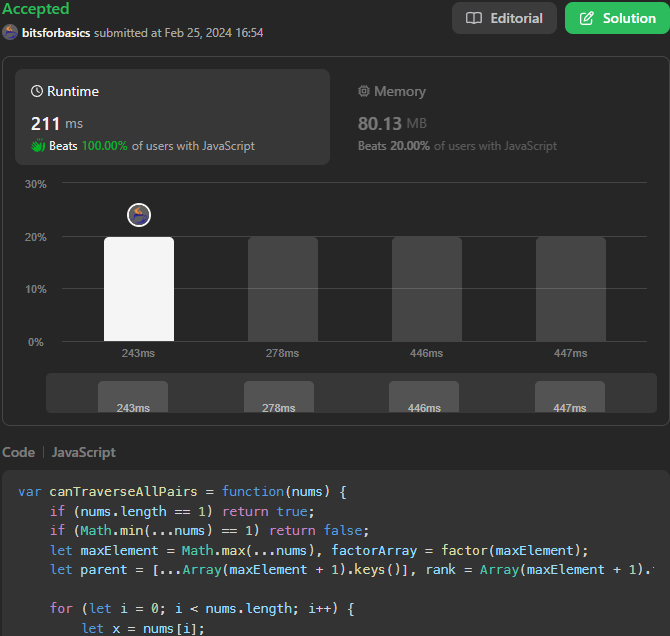 Accepted
Editorial
Solution
bitsforbasics submitted at Feb 25, 2024 16:54
Runtime
Memory
211 ms
80.13 MB
Beats 100.00% of users with JavaScript
Beats 20.00% of users with JavaScript
30%
20%
10%
0%
243ms 278ms 446ms 447ms
243ms 278ms 446ms 447ms
Code | JavaScript
var canTraverseAllPairs = function(nums) {
    if (nums.length == 1) return true;
    if (Math.min(...nums) == 1) return false;
    let maxElement = Math.max(...nums), factorArray = factor(maxElement);
    let parent = [...Array(maxElement + 1).keys()], rank = Array(maxElement + 1).
    for (let i = 0; i < nums.length; i++) {
        let x = nums[i];